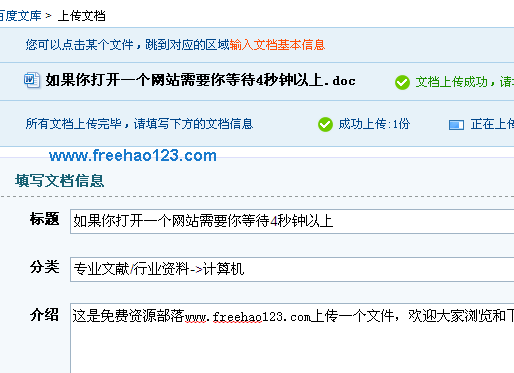 百度文库 > 上传文档
您可以点击某个文件，跳到对应的区域输入文档基本信息
如果你打开一个网站需要你等待4秒钟以上.doc 文档上传成功，请
所有文档上传完毕，请填写下方的文档信息 成功上传:1份 正在上传
www.freehao123.com
填写文档信息
标题 如果你打开一个网站需要你等待4秒钟以上
分类 专业文献/行业资料->计算机
介绍 这是免费资源部落www.freehao123.com上传一个文件，欢迎大家浏览和下